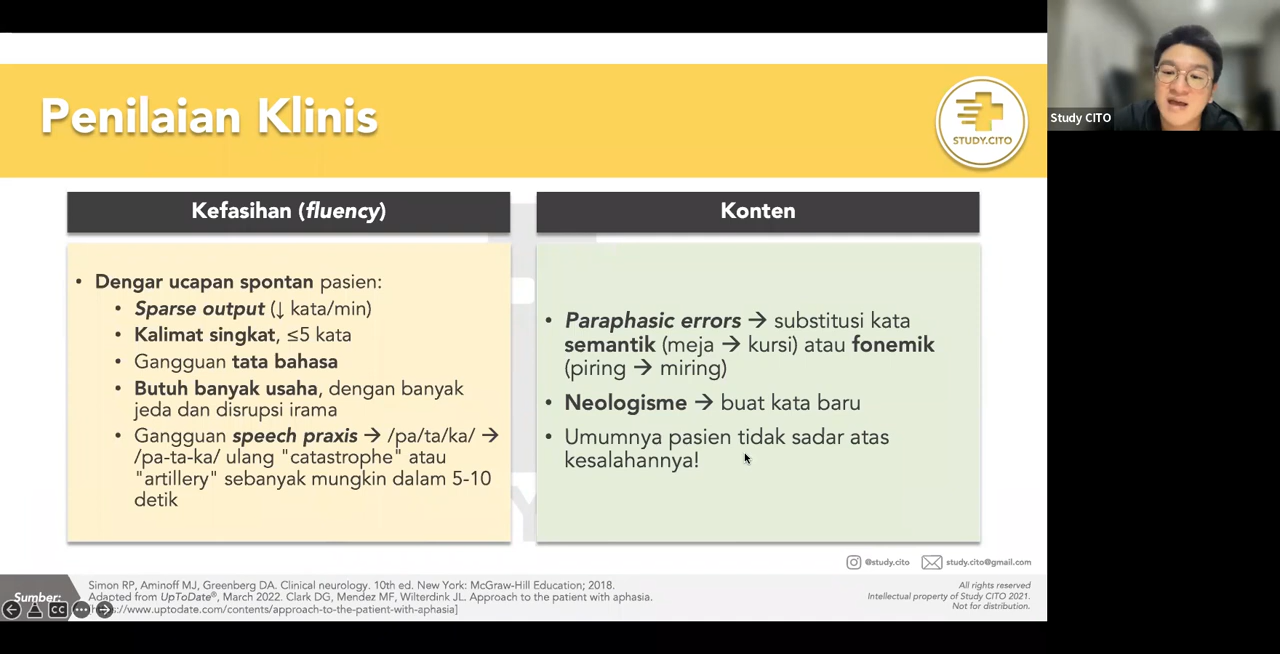 Penilaian Klinis
STUDY.CITO
Study CITO
Kefasihan (fluency)
• Dengar ucapan spontan pasien:
• Sparse output (↓ kata/min)
• Kalimat singkat, ≤5 kata
• Gangguan tata bahasa
• Butuh banyak usaha, dengan banyak
jeda dan disrupsi irama
• Gangguan speech praxis → /pa/ta/ka/ →
/pa-ta-ka/ ulang "catastrophe" atau
"artillery" sebanyak mungkin dalam 5-10
detik
Konten
• Paraphasic errors → substitusi kata
semantik (meja → kursi) atau fonemik
(piring → miring)
• Neologisme → buat kata baru
• Umumnya pasien tidak sadar atas
kesalahannya!
@study.cito
study.cito@gmail.com
Sumber:
Simon RP, Aminoff MJ, Greenberg DA. Clinical neurology. 10th ed. New York: McGraw-Hill Education; 2018.
Adapted from UpToDate®, March 2022. Clark DG, Mendez MF, Wilterdink JL. Approach to the patient with aphasia.
://www.uptodate.com/contents/approach-to-the-patient-with-aphasia]
CC
All rights reserved
Intellectual property of Study CITO 2021.
Not for distribution.